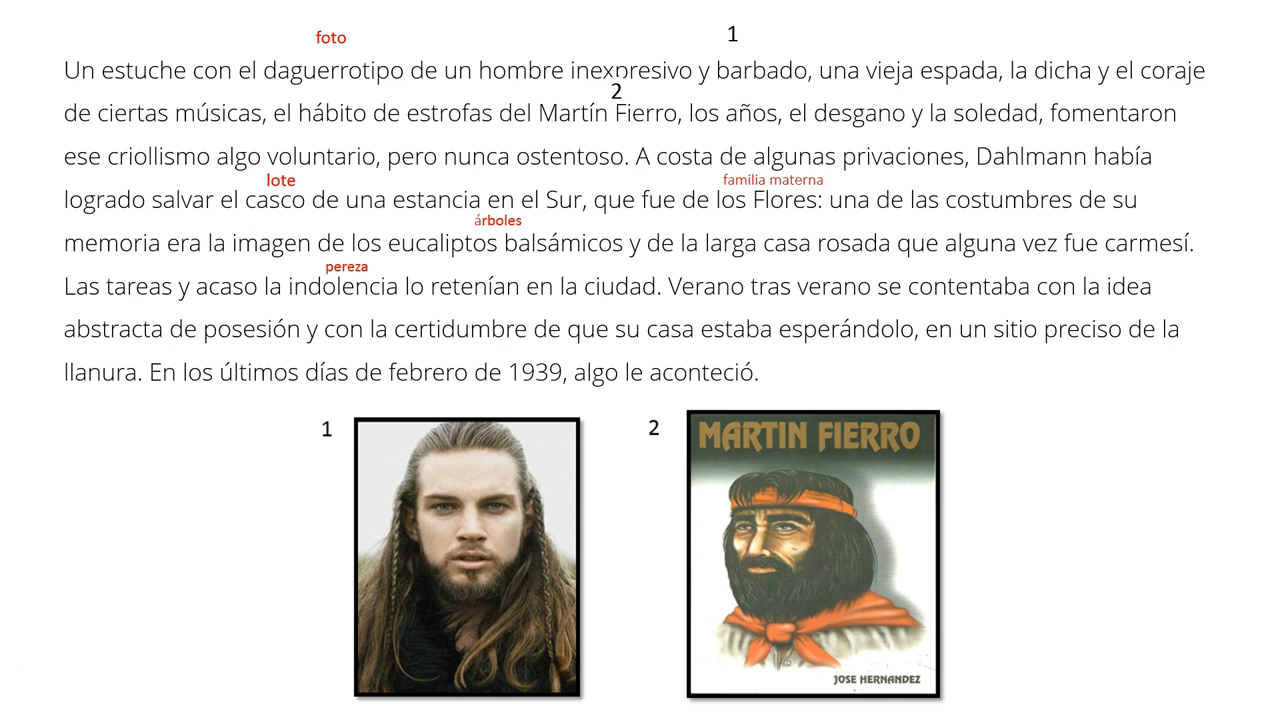 foto 1
Un estuche con el daguerrotipo de un hombre inexpresivo y barbado, una vieja espada, la dicha y el coraje
2
de ciertas músicas, el hábito de estrofas del Martín Fierro, los años, el desgano y la soledad, fomentaron
ese criollismo algo voluntario, pero nunca ostentoso. A costa de algunas privaciones, Dahlmann había
lote familia materna
logrado salvar el casco de una estancia en el Sur, que fue de los Flores: una de las costumbres de su
árboles
memoria era la imagen de los eucaliptos balsámicos y de la larga casa rosada que alguna vez fue carmesí.
pereza
Las tareas y acaso la indolencia lo retenían en la ciudad. Verano tras verano se contentaba con la idea
abstracta de posesión y con la certidumbre de que su casa estaba esperándolo, en un sitio preciso de la
llanura. En los últimos días de febrero de 1939, algo le aconteció.
1 2
MARTIN FIERRO
JOSE HERNANDEZ